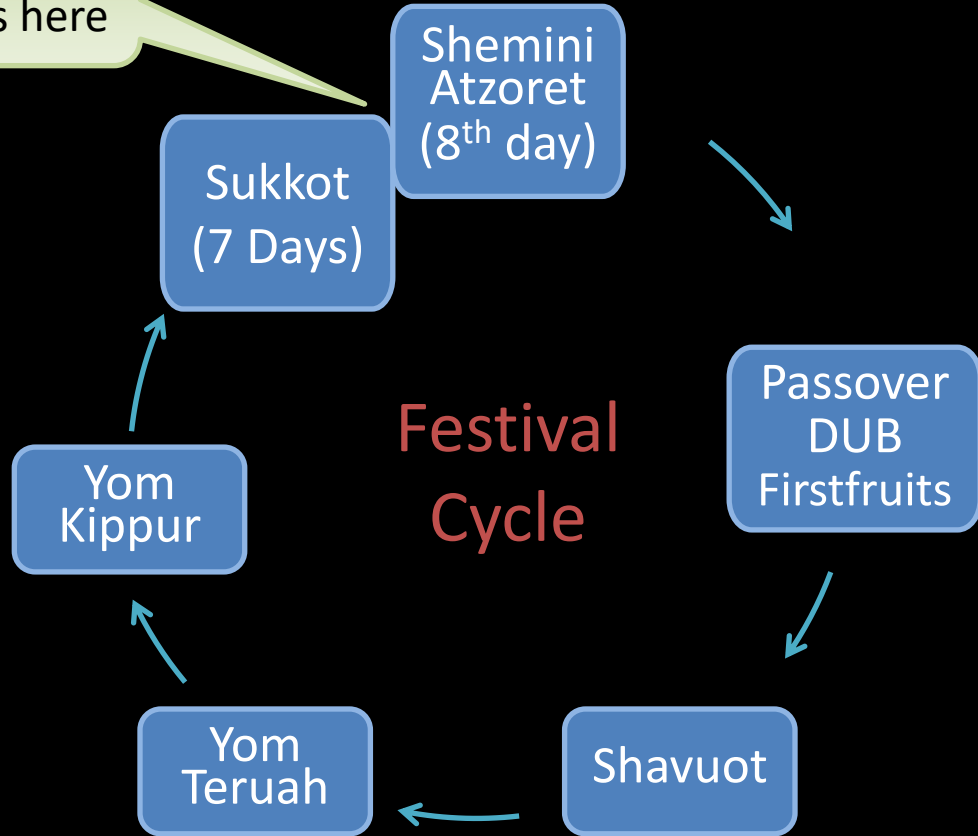 s here
Shemini
Atzoret
(8th day)
Sukkot
(7 Days)
Passover
DUB
Firstfruits
Festival
Cycle
Yom
Kippur
Yom
Teruah
Shavuot